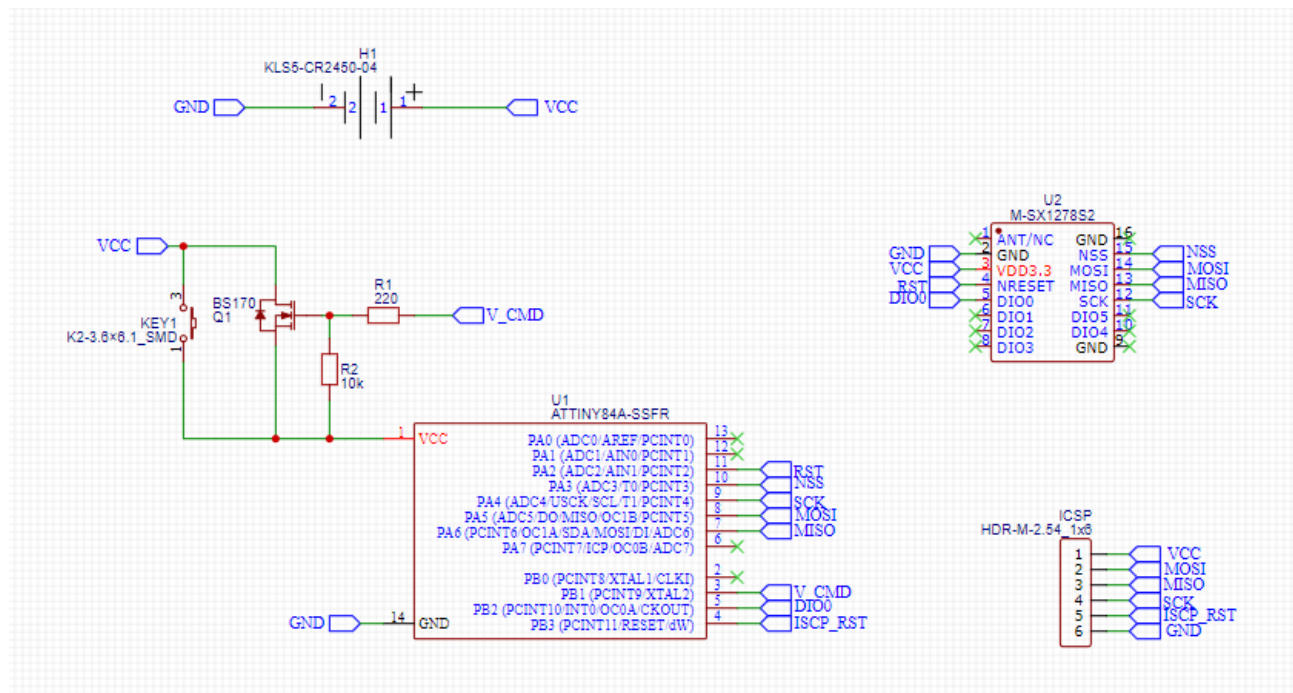 H1
KLS5-CR2450-04
GND 2 2 1 1 + VCC
VCC
3
KEY1
K2-3.6×6.1_SMD
1
BS170
Q1
R1
220
V_CMD
R2
10k
U1
ATTINY84A-SSFR
1 VCC
14 GND
GND
PA0 (ADC0/AREF/PCINT0) 13
PA1 (ADC1/AIN0/PCINT1) 12
PA2 (ADC2/AIN1/PCINT2) 11 RST
PA3 (ADC3/T0/PCINT3) 10 NSS
PA4 (ADC4/USCK/SCL/T1/PCINT4) 9 SCK
PA5 (ADC5/DO/MISO/OC1B/PCINT5) 8 MOSI
PA6 (PCINT6/OC1A/SDA/MOSI/DI/ADC6) 7 MISO
PA7 (PCINT7/ICP/OC0B/ADC7) 6
PB0 (PCINT8/XTAL1/CLKI) 2
PB1 (PCINT9/XTAL2) 3 V_CMD
PB2 (PCINT10/INT0/OC0A/CKOUT) 5 DIO0
PB3 (PCINT11/RESET/dW) 4 ISCP_RST
U2
M-SX1278S2
1 ANT/NC GND 16
GND 2 GND NSS 15 NSS
VCC 3 VDD3.3 MOSI 14 MOSI
RST 4 NRESET MISO 13 MISO
DIO0 5 DIO0 SCK 12 SCK
6 DIO1 DIO5 11
7 DIO2 DIO4 10
8 DIO3 GND 9
ICSP
HDR-M-2.54_1x6
1 VCC
2 MOSI
3 MISO
4 SCK
5 ISCP_RST
6 GND